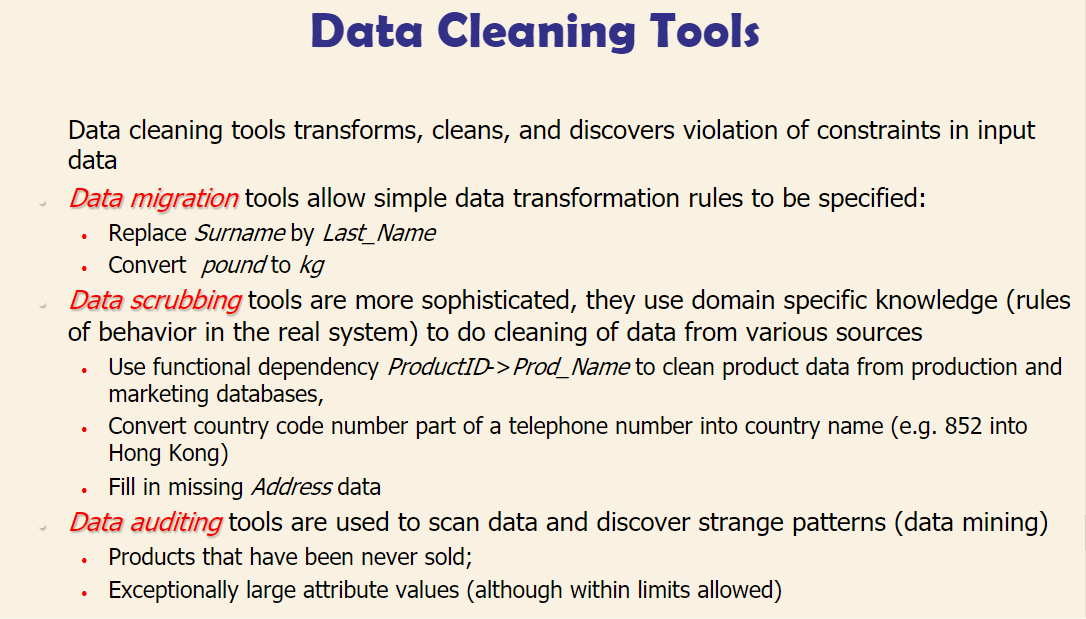 Data Cleaning Tools
Data cleaning tools transforms, cleans, and discovers violation of constraints in input
data
Data migration tools allow simple data transformation rules to be specified:
• Replace Surname by Last_Name
• Convert pound to kg
Data scrubbing tools are more sophisticated, they use domain specific knowledge (rules
of behavior in the real system) to do cleaning of data from various sources
• Use functional dependency ProductID->Prod_Name to clean product data from production and
marketing databases,
• Convert country code number part of a telephone number into country name (e.g. 852 into
Hong Kong)
• Fill in missing Address data
Data auditing tools are used to scan data and discover strange patterns (data mining)
• Products that have been never sold;
• Exceptionally large attribute values (although within limits allowed)